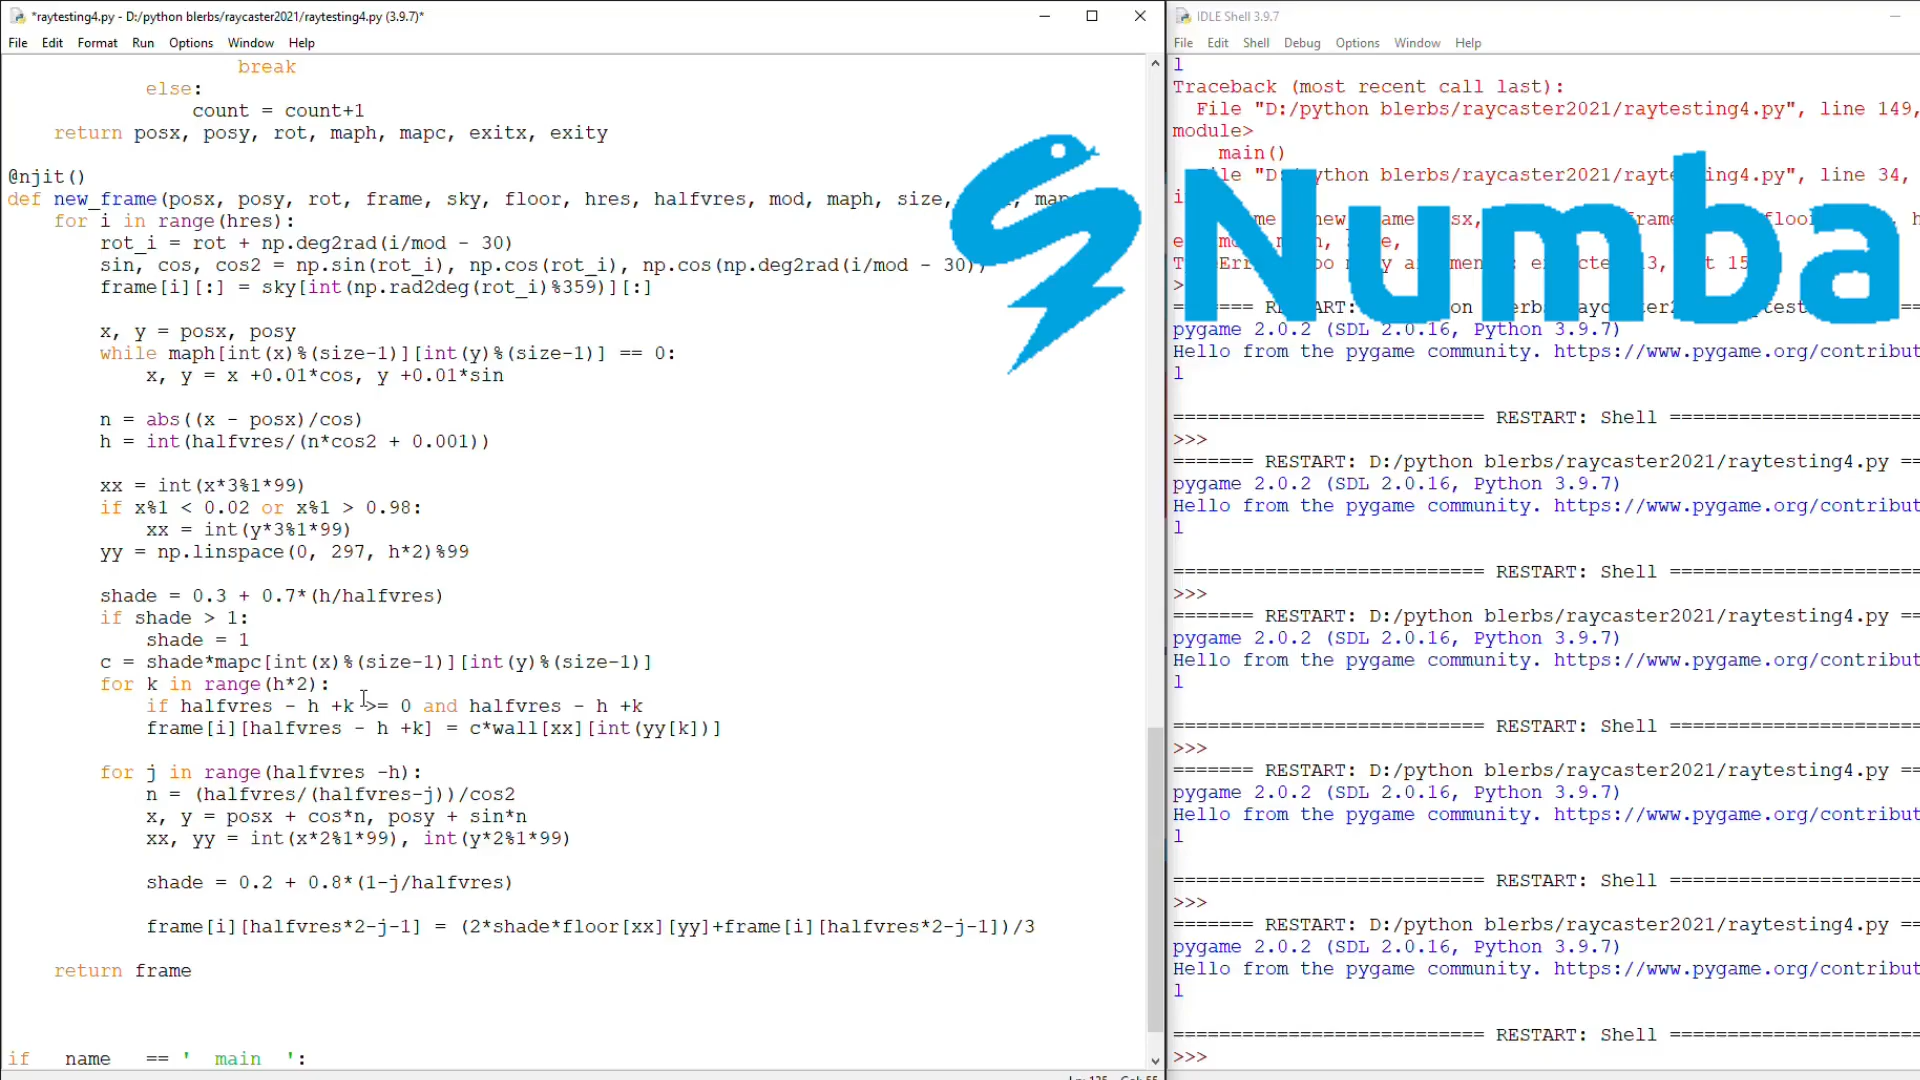 *raytesting4.py - D:/python blerbs/raycaster2021/raytesting4.py (3.9.7)*
File Edit Format Run Options Window Help
break
else:
count = count+1
return posx, posy, rot, maph, mapc, exitx, exity
@njit()
def new_frame(posx, posy, rot, frame, sky, floor, hres, halfvres, mod, maph, size,
for i in range(hres):
rot_i = rot + np.deg2rad(i/mod - 30)
sin, cos, cos2 = np.sin(rot_i), np.cos(rot_i), np.cos(np.deg2rad(i/mod - 30))
frame[i][:] = sky[int(np.rad2deg(rot_i)%359)][:]
x, y = posx, posy
while maph[int(x)%(size-1)][int(y)%(size-1)] == 0:
x, y = x +0.01*cos, y +0.01*sin
n = abs((x - posx)/cos)
h = int(halfvres/(n*cos2 + 0.001))
xx = int(x*3%1*99)
if x%1 < 0.02 or x%1 > 0.98:
xx = int(y*3%1*99)
yy = np.linspace(0, 297, h*2)%99
shade = 0.3 + 0.7*(h/halfvres)
if shade > 1:
shade = 1
c = shade*mapc[int(x)%(size-1)][int(y)%(size-1)]
for k in range(h*2):
if halfvres - h +k >= 0 and halfvres - h +k
frame[i][halfvres - h +k] = c*wall[xx][int(yy[k])]
for j in range(halfvres -h):
n = (halfvres/(halfvres-j))/cos2
x, y = posx + cos*n, posy + sin*n
xx, yy = int(x*2%1*99), int(y*2%1*99)
shade = 0.2 + 0.8*(1-j/halfvres)
frame[i][halfvres*2-j-1] = (2*shade*floor[xx][yy]+frame[i][halfvres*2-j-1])/3
return frame
if __name__ == '__main__':
Numba
IDLE Shell 3.9.7
File Edit Shell Debug Options Window Help
1
Traceback (most recent call last):
File "D:/python blerbs/raycaster2021/raytesting4.py", line 149,
module>
main()
File "D:/python blerbs/raycaster2021/raytesting4.py", line 34,
pygame 2.0.2 (SDL 2.0.16, Python 3.9.7)
Hello from the pygame community. https://www.pygame.org/contribut
1
=========================== RESTART: Shell ======================
>>>
======= RESTART: D:/python blerbs/raycaster2021/raytesting4.py ==
pygame 2.0.2 (SDL 2.0.16, Python 3.9.7)
Hello from the pygame community. https://www.pygame.org/contribut
1
=========================== RESTART: Shell ======================
>>>
======= RESTART: D:/python blerbs/raycaster2021/raytesting4.py ==
pygame 2.0.2 (SDL 2.0.16, Python 3.9.7)
Hello from the pygame community. https://www.pygame.org/contribut
1
=========================== RESTART: Shell ======================
>>>
======= RESTART: D:/python blerbs/raycaster2021/raytesting4.py ==
pygame 2.0.2 (SDL 2.0.16, Python 3.9.7)
Hello from the pygame community. https://www.pygame.org/contribut
1
=========================== RESTART: Shell ======================
>>>
======= RESTART: D:/python blerbs/raycaster2021/raytesting4.py ==
pygame 2.0.2 (SDL 2.0.16, Python 3.9.7)
Hello from the pygame community. https://www.pygame.org/contribut
1
=========================== RESTART: Shell ======================
>>>